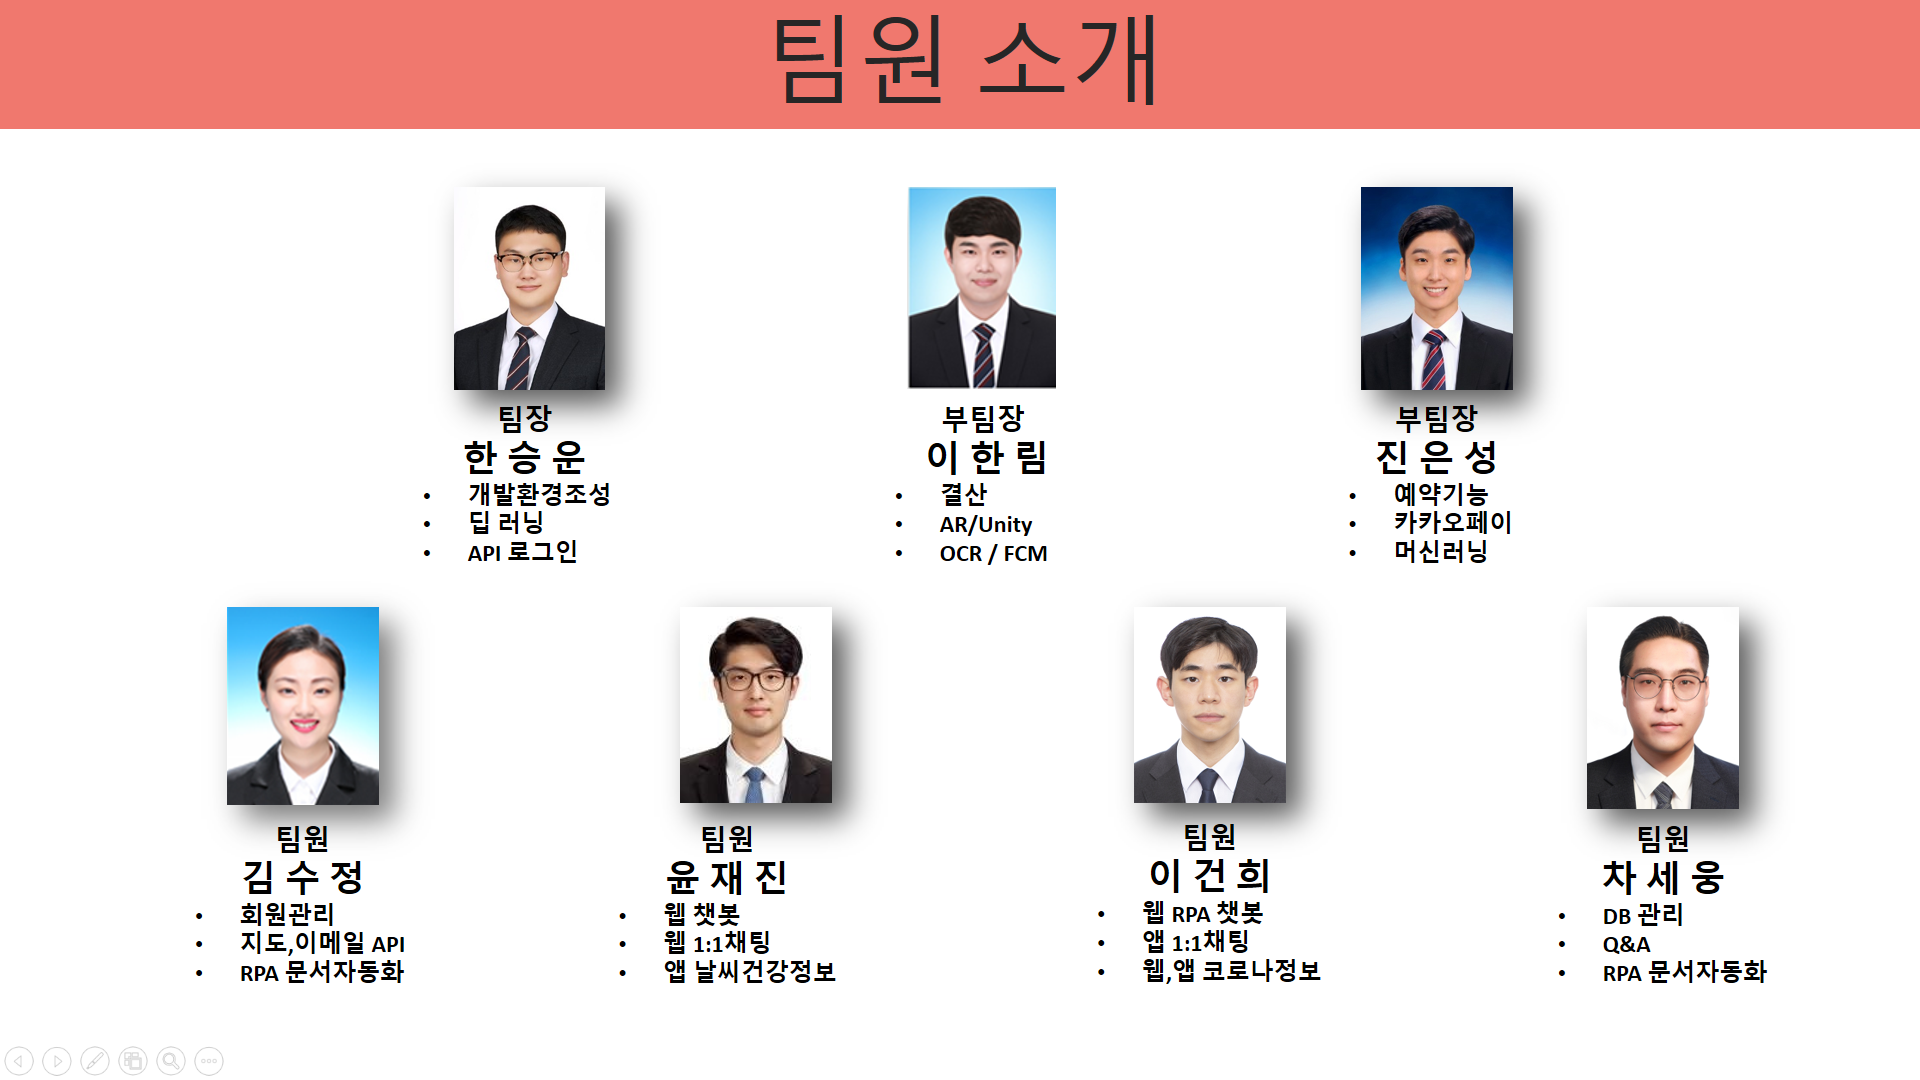 팀원 소개
팀장
한 승 운
• 개발환경조성
• 딥 러닝
• API 로그인
부팀장
이 한 림
• 결산
• AR/Unity
• OCR / FCM
부팀장
진 은 성
• 예약기능
• 카카오페이
• 머신러닝
팀원
김 수 정
• 회원관리
• 지도,이메일 API
• RPA 문서자동화
팀원
윤 재 진
• 웹 챗봇
• 웹 1:1채팅
• 앱 날씨건강정보
팀원
이 건 희
• 웹 RPA 챗봇
• 앱 1:1채팅
• 웹,앱 코로나정보
팀원
차 세 웅
• DB 관리
• Q&A
• RPA 문서자동화